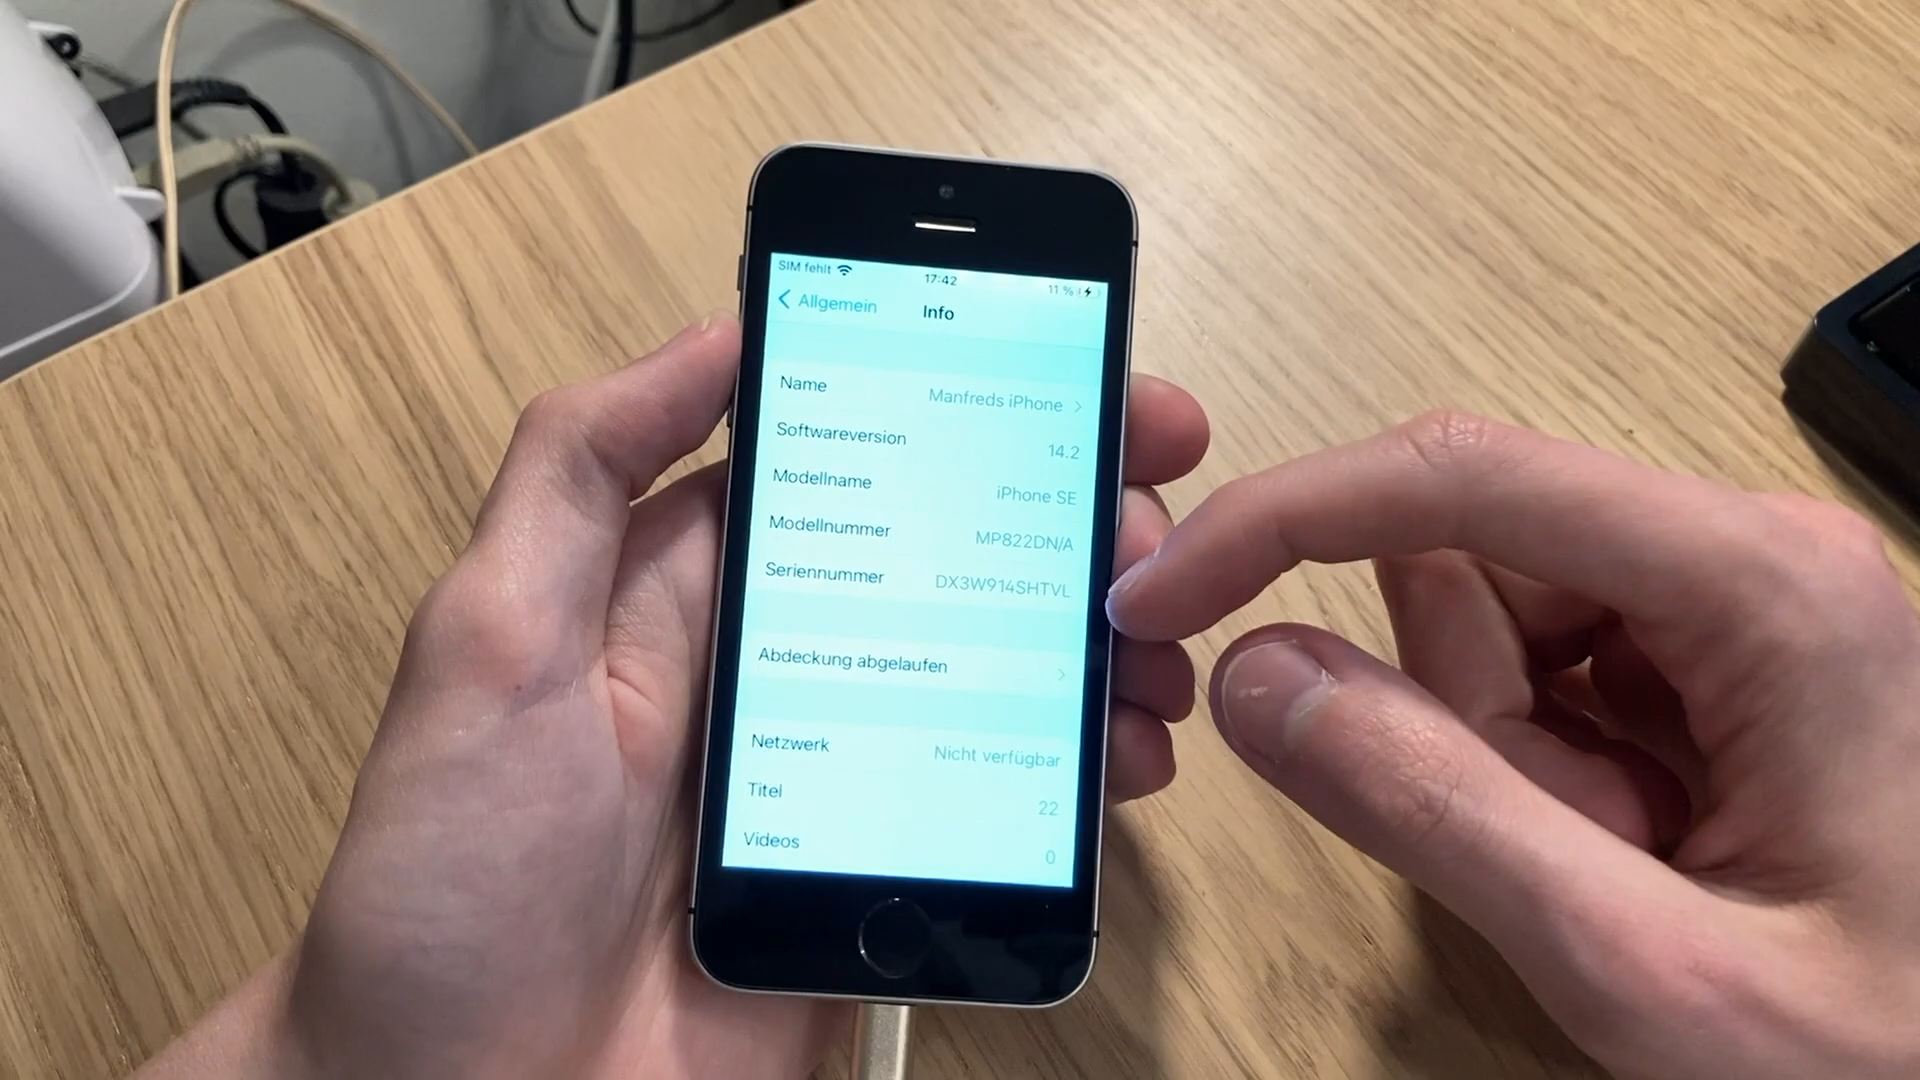 SIM fehlt 17:42 11 %
Allgemein Info
Name Manfreds iPhone
Softwareversion 14.2
Modellname iPhone SE
Modellnummer MP822DN/A
Seriennummer DX3W914SHTVL
Abdeckung abgelaufen
Netzwerk Nicht verfügbar
Titel 22
Videos 0